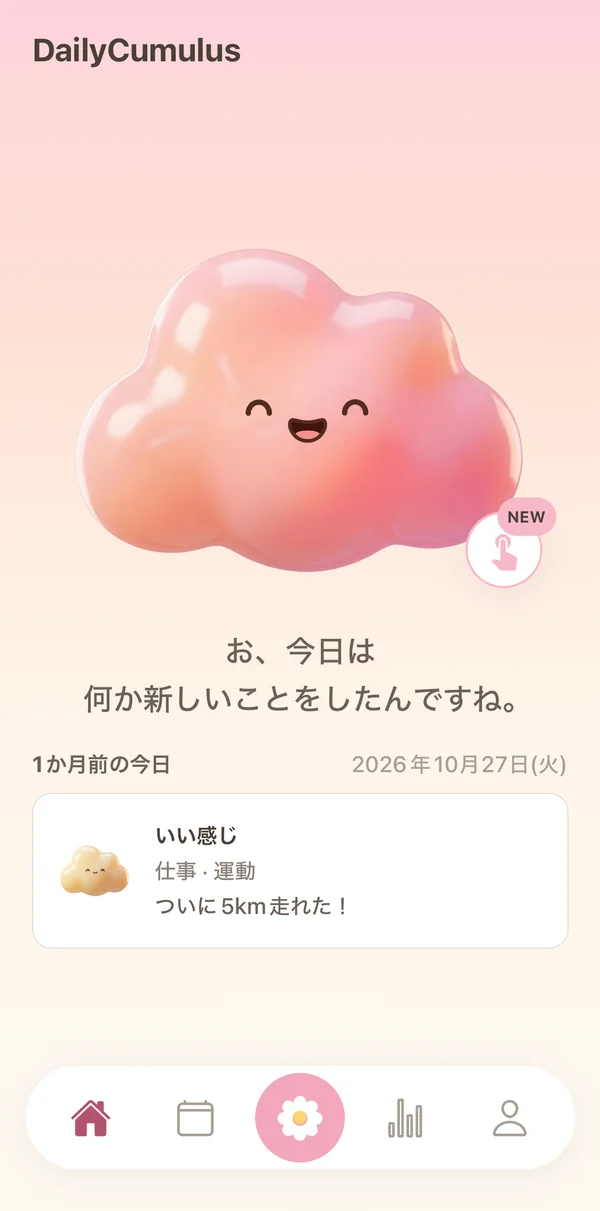 DailyCumulus
NEW
お、今日は
何か新しいことをしたんですね。
1か月前の今日
2026年10月27日(火)
いい感じ
仕事・運動
ついに5km走れた！